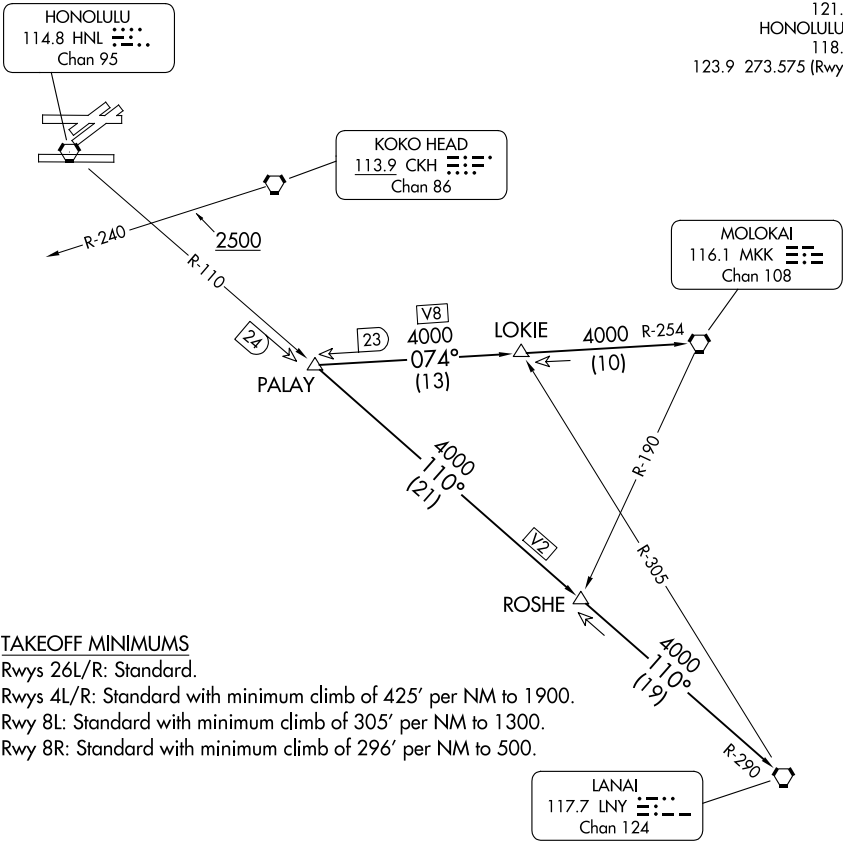 HONOLULU
114.8 HNL
Chan 95
121.
HONOLULU
118.
123.9 273.575 (Rwy
KOKO HEAD
113.9 CKH
Chan 86
R-240
2500
R-110
MOLOKAI
116.1 MKK
Chan 108
24
23
V8
4000
074°
(13)
PALAY
LOKIE
4000
R-254
(10)
R-190
4000
110°
(21)
V2
R-305
ROSHE
4000
110°
(19)
R-290
TAKEOFF MINIMUMS
Rwys 26L/R: Standard.
Rwys 4L/R: Standard with minimum climb of 425' per NM to 1900.
Rwy 8L: Standard with minimum climb of 305' per NM to 1300.
Rwy 8R: Standard with minimum climb of 296' per NM to 500.
LANAI
117.7 LNY
Chan 124